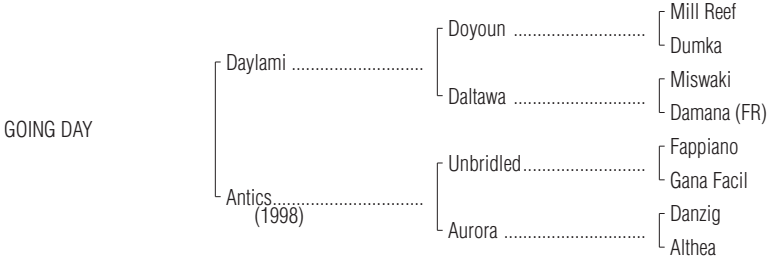 Mill Reef
Doyoun ............................
Dumka
Daylami ............................
Miswaki
Daltawa ............................
Damana (FR)
GOING DAY
Fappiano
Unbridled..........................
Gana Facil
Antics................................
(1998)
Danzig
Aurora ..............................
Althea